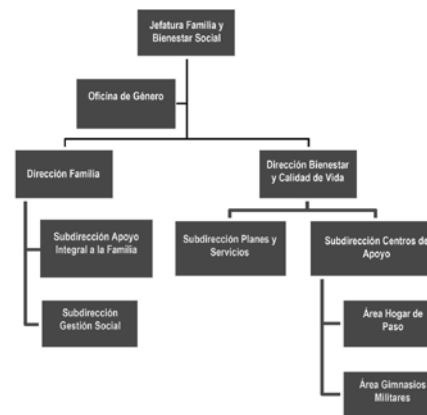 Jefatura Familia y
Bienestar Social
Oficina de Género
Dirección Familia
Dirección Bienestar
y Calidad de Vida
Subdirección Apoyo
Integral a la Familia
Subdirección Planes y
Servicios
Subdirección Centros de
Apoyo
Subdirección
Gestión Social
Área Hogar de
Paso
Área Gimnasios
Militares